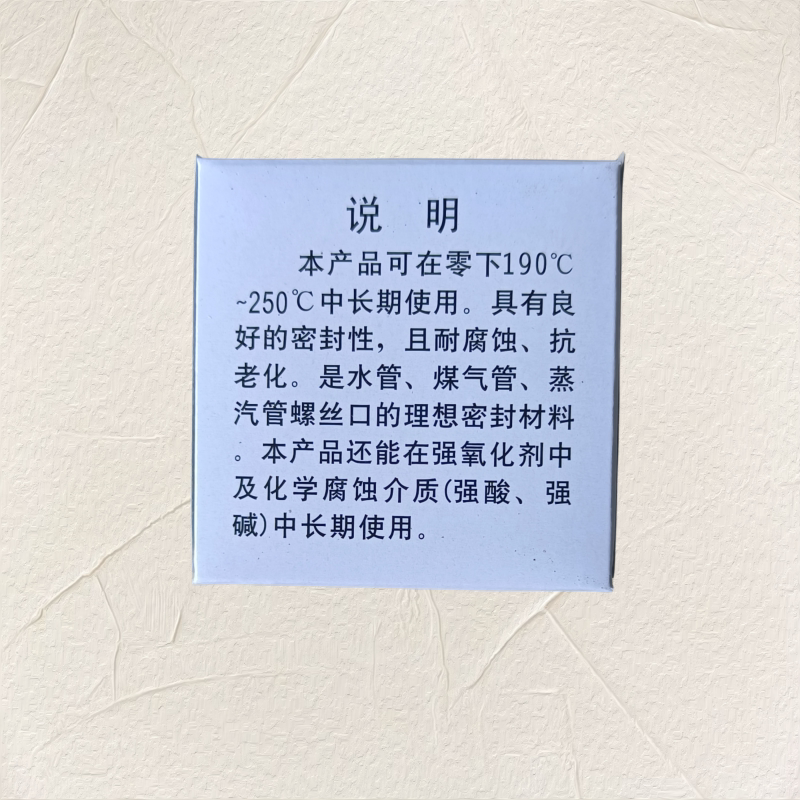 说 明
本产品可在零下190℃
~250℃中长期使用。具有良
好的密封性，且耐腐蚀、抗
老化。是水管、煤气管、蒸
汽管螺丝口的理想密封材料
。本产品还能在强氧化剂中
及化学腐蚀介质(强酸、强
碱)中长期使用。